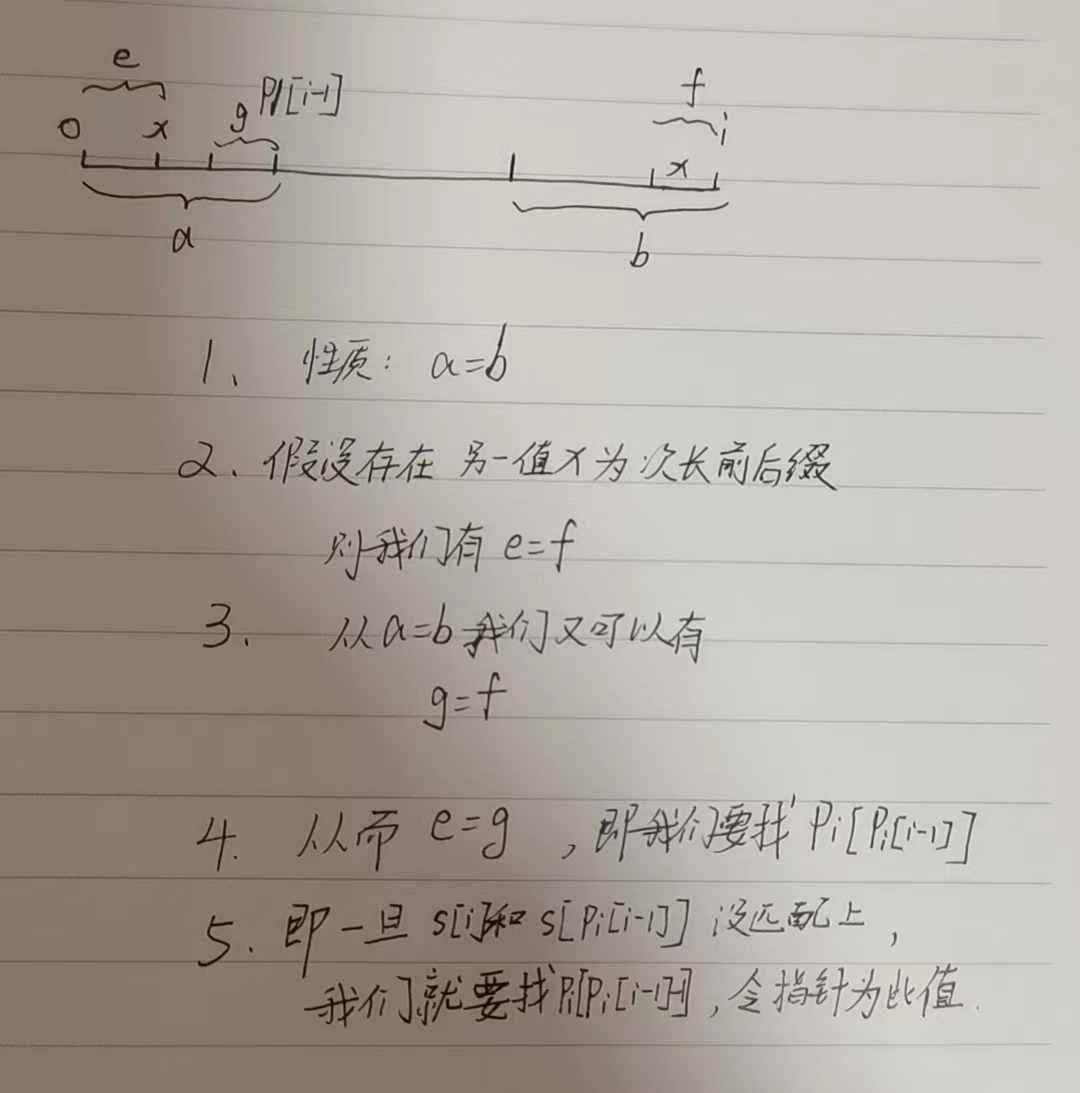 e
f
g Pi[i-1]
0 x i
x
a
b
1、 性质: a=b
2、假设存在 另一值x为次长前后缀
则我们有 e=f
3、 从a=b我们又可以有
g=f
4. 从而 e=g ，即我们要找 Pi[Pi[i-1]]
5. 即一旦 s[i]和 s[Pi[i-1]] 没匹配上，
我们就要找Pi[Pi[i-1]-1]，令指针为此值.